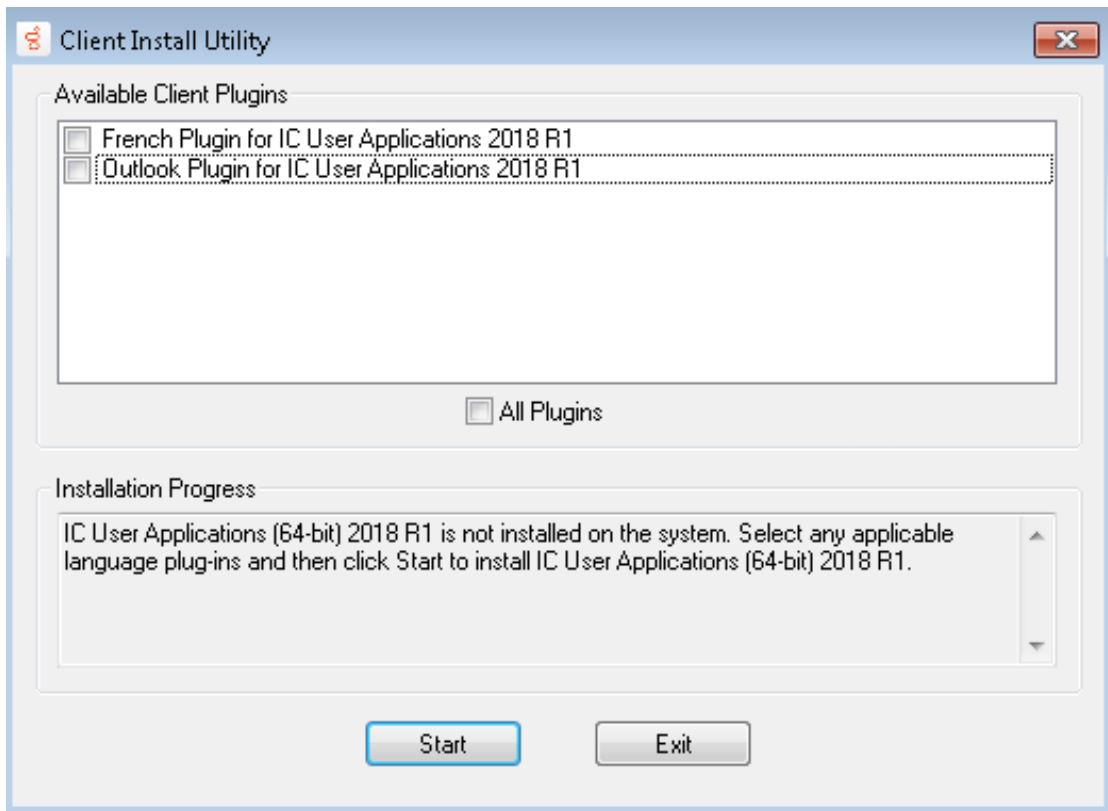 Client Install Utility
Available Client Plugins
French Plugin for IC User Applications 2018 R1
Outlook Plugin for IC User Applications 2018 R1
All Plugins
Installation Progress
IC User Applications (64-bit) 2018 R1 is not installed on the system. Select any applicable
language plug-ins and then click Start to install IC User Applications (64-bit) 2018 R1.
Start
Exit